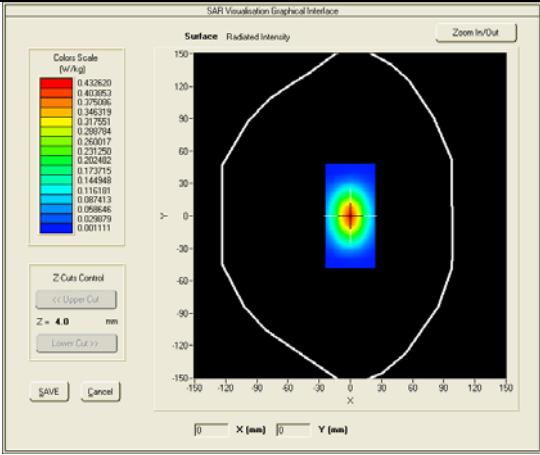 SAR Visualisation Graphical Interface
Surface Radiated Intensity
Zoom In/Out
Colors Scale
(W/kg)
0.432620
0.403853
0.375086
0.346319
0.317551
0.288784
0.260017
0.231250
0.202482
0.173715
0.144948
0.116181
0.087413
0.058646
0.029879
0.001111
Z-Cuts Control
<< Upper Cut
Z = 4.0 mm
Lower Cut >>
SAVE Cancel
150-
120-
90-
60-
30-
0-
-30-
-60-
-90-
-120-
-150-
Y
-150 -120 -90 -60 -30 0 30 60 90 120 150
X
0 X (mm) 0 Y (mm)